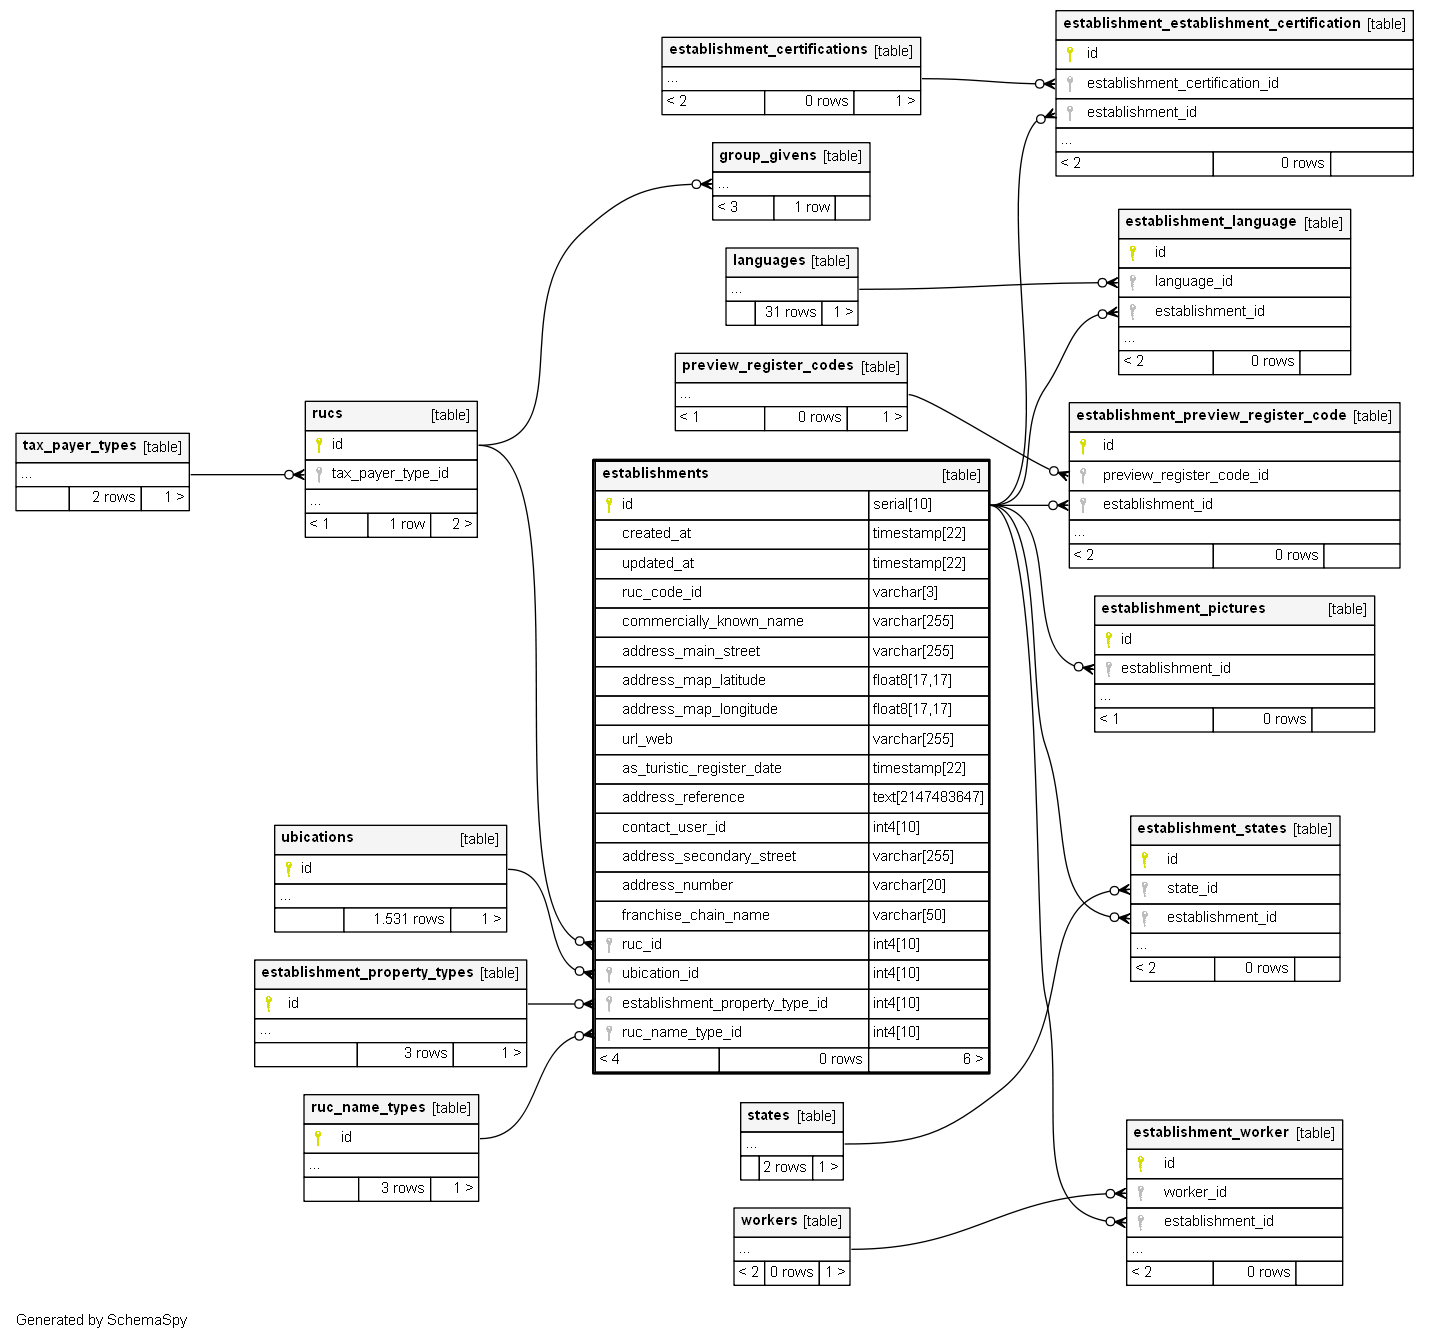 establishment_establishment_certification [table]
id
establishment_certification_id
establishment_id
...
< 2 0 rows
establishment_certifications [table]
...
< 2 0 rows 1 >
group_givens [table]
...
< 3 1 row
establishment_language [table]
id
language_id
establishment_id
...
< 2 0 rows
languages [table]
...
31 rows 1 >
preview_register_codes [table]
...
< 1 0 rows 1 >
establishment_preview_register_code [table]
id
preview_register_code_id
establishment_id
...
< 2 0 rows
rucs [table]
id
tax_payer_type_id
...
< 1 1 row 2 >
tax_payer_types [table]
...
2 rows 1 >
establishments [table]
id serial[10]
created_at timestamp[22]
updated_at timestamp[22]
ruc_code_id varchar[3]
commercially_known_name varchar[255]
address_main_street varchar[255]
address_map_latitude float8[17,17]
address_map_longitude float8[17,17]
url_web varchar[255]
as_turistic_register_date timestamp[22]
address_reference text[2147483647]
contact_user_id int4[10]
address_secondary_street varchar[255]
address_number varchar[20]
franchise_chain_name varchar[50]
ruc_id int4[10]
ubication_id int4[10]
establishment_property_type_id int4[10]
ruc_name_type_id int4[10]
< 4 0 rows 6 >
establishment_pictures [table]
id
establishment_id
...
< 1 0 rows
ubications [table]
id
...
1.531 rows 1 >
establishment_states [table]
id
state_id
establishment_id
...
< 2 0 rows
establishment_property_types [table]
id
...
3 rows 1 >
ruc_name_types [table]
id
...
3 rows 1 >
states [table]
...
2 rows 1 >
establishment_worker [table]
id
worker_id
establishment_id
...
< 2 0 rows
workers [table]
...
< 2 0 rows 1 >
Generated by SchemaSpy